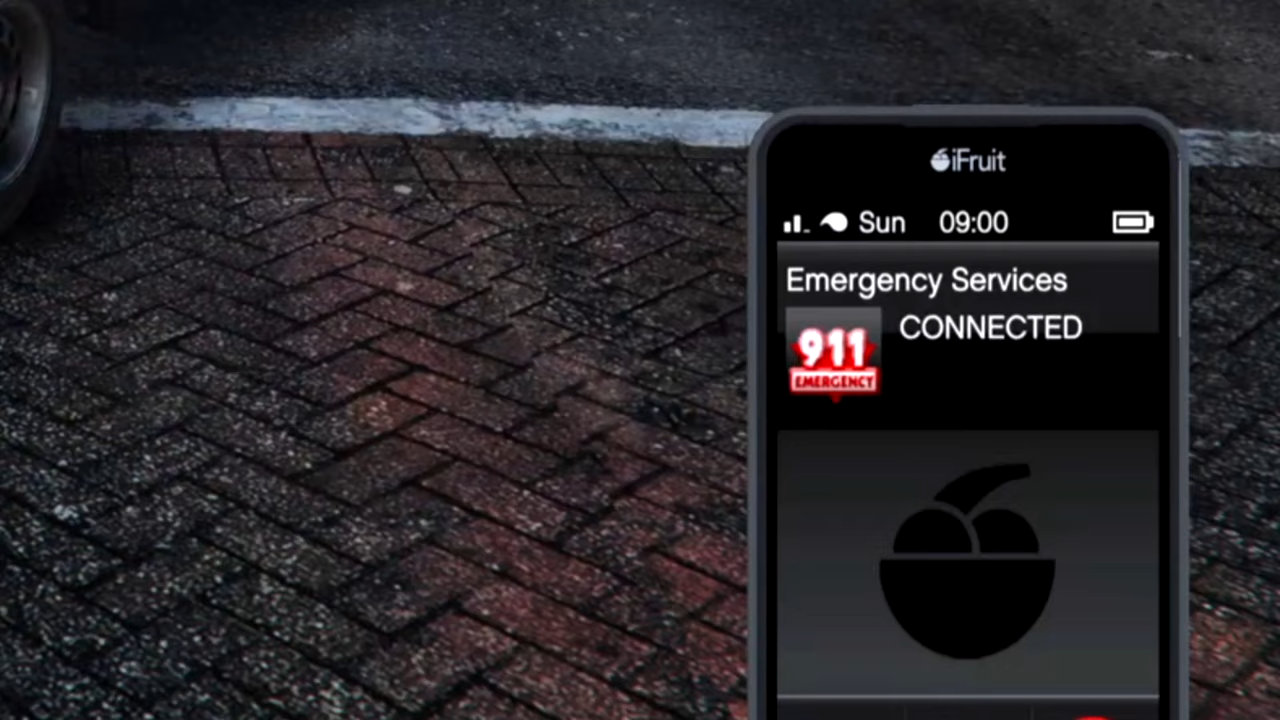 iFruit
Sun 09:00
Emergency Services
CONNECTED
911
EMERGENCY